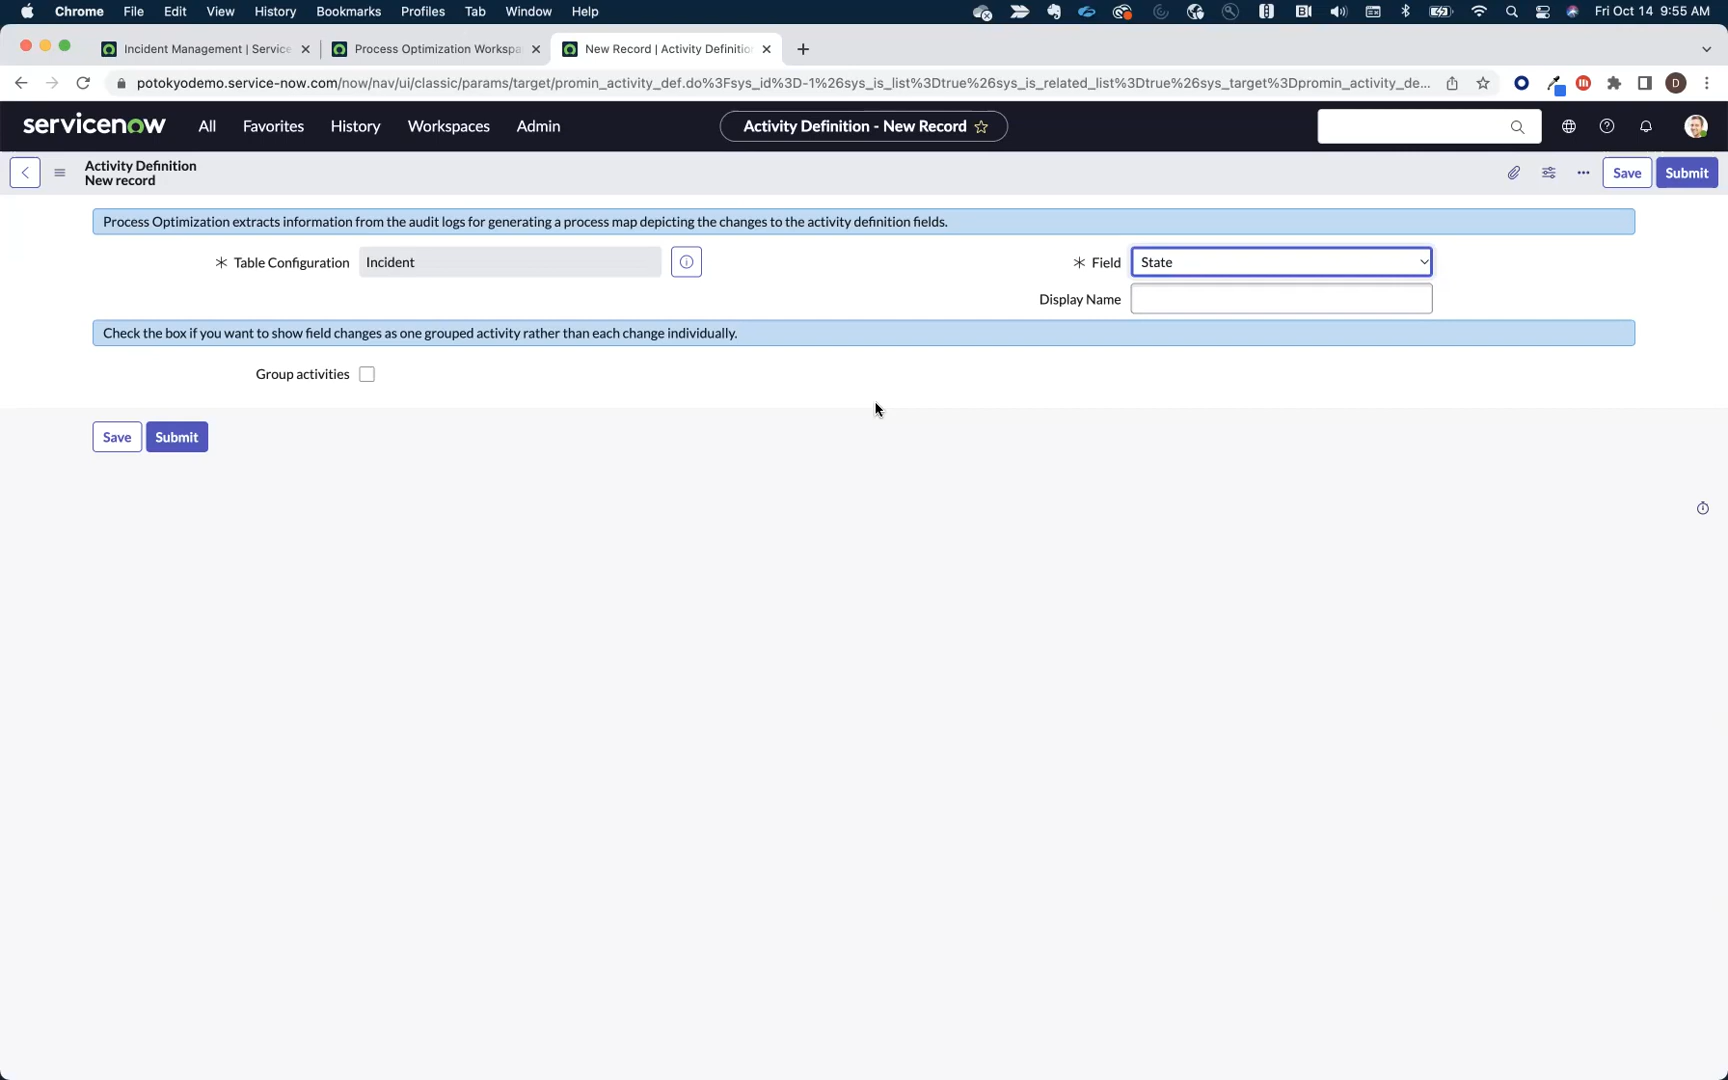 Chrome File Edit View History Bookmarks Profiles Tab Window Help Fri Oct 14 9:55 AM
Incident Management | Service Process Optimization Workspa New Record | Activity Definitio
potokyodemo.service-now.com/now/nav/ui/classic/params/target/promin_activity_def.do%3Fsys_id%3D-1%26sys_is_list%3Dtrue%26sys_is_related_list%3Dtrue%26sys_target%3Dpromin_activity_de... D
servicenow All Favorites History Workspaces Admin Activity Definition - New Record
Activity Definition
New record
Save Submit
Process Optimization extracts information from the audit logs for generating a process map depicting the changes to the activity definition fields.
Table Configuration Incident Field State
Display Name
Check the box if you want to show field changes as one grouped activity rather than each change individually.
Group activities
Save Submit